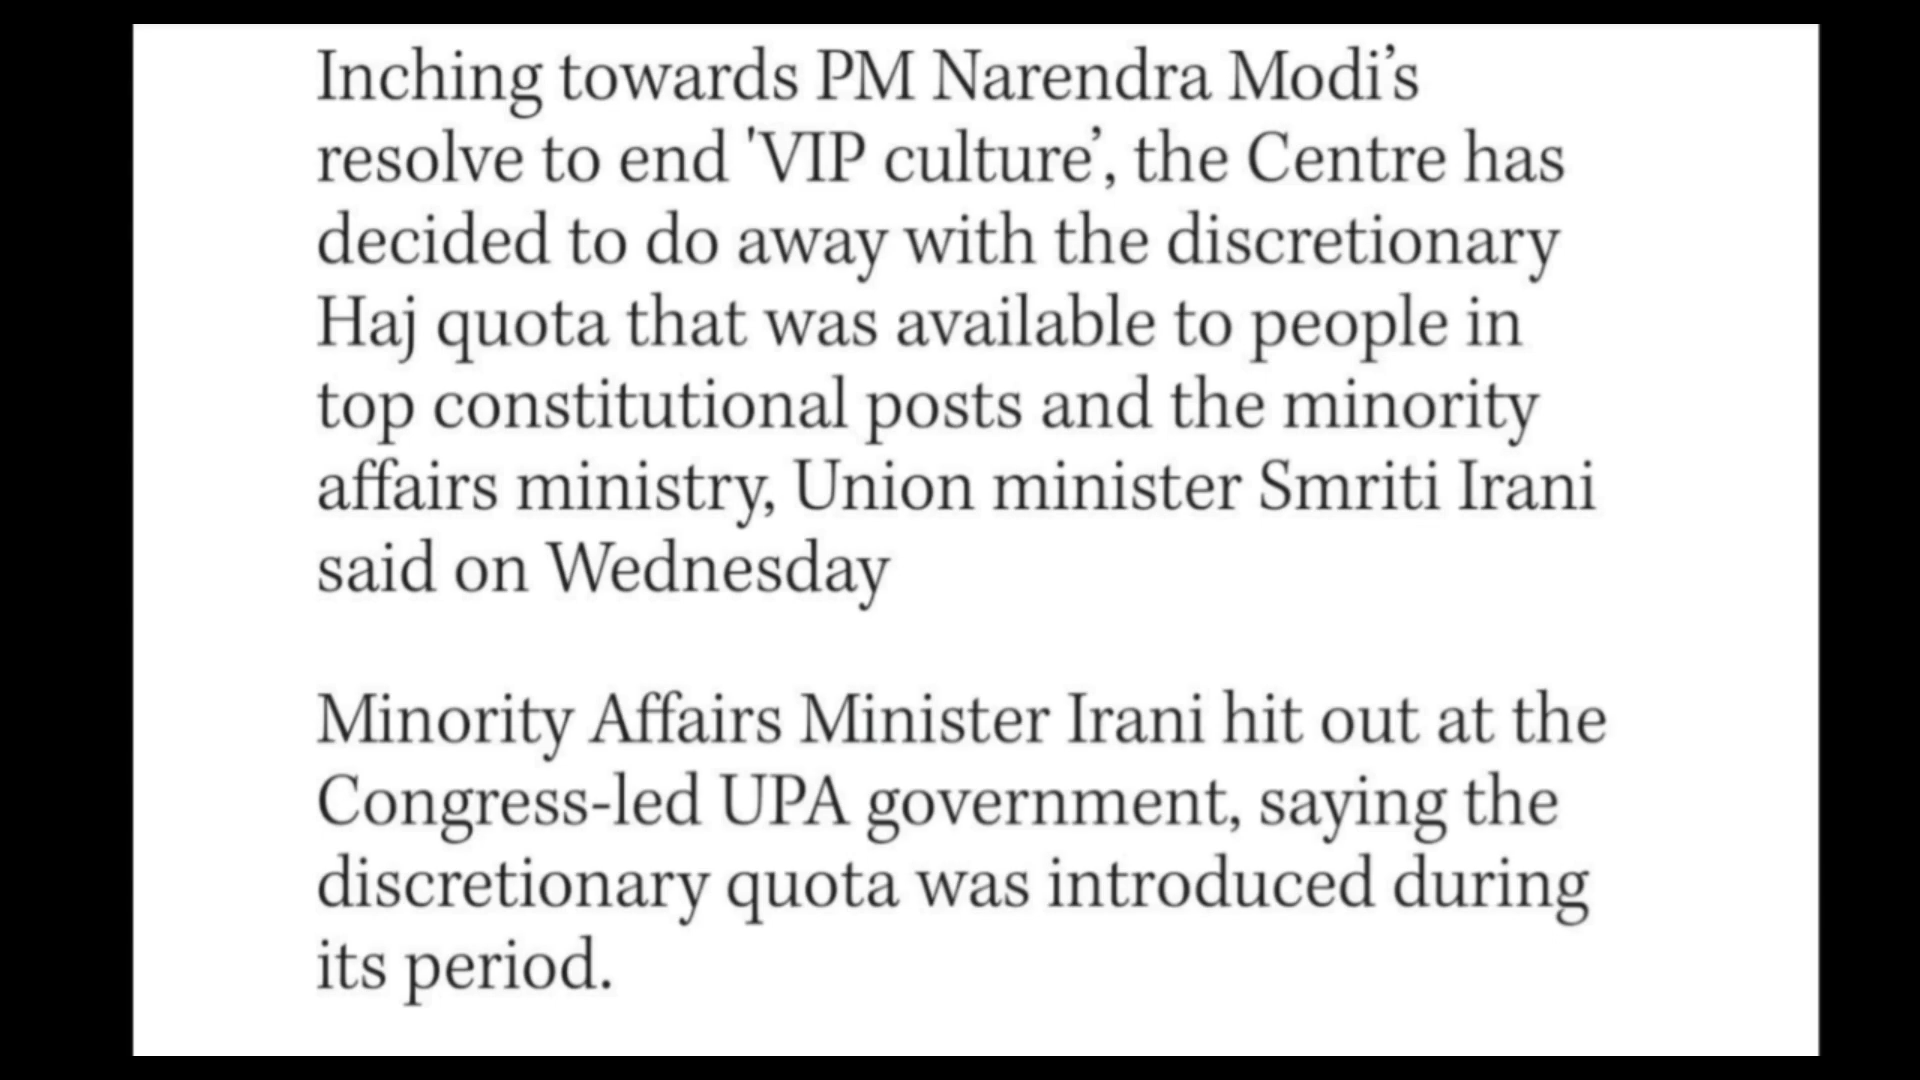 Inching towards PM Narendra Modi’s
resolve to end 'VIP culture’, the Centre has
decided to do away with the discretionary
Haj quota that was available to people in
top constitutional posts and the minority
affairs ministry, Union minister Smriti Irani
said on Wednesday
Minority Affairs Minister Irani hit out at the
Congress-led UPA government, saying the
discretionary quota was introduced during
its period.